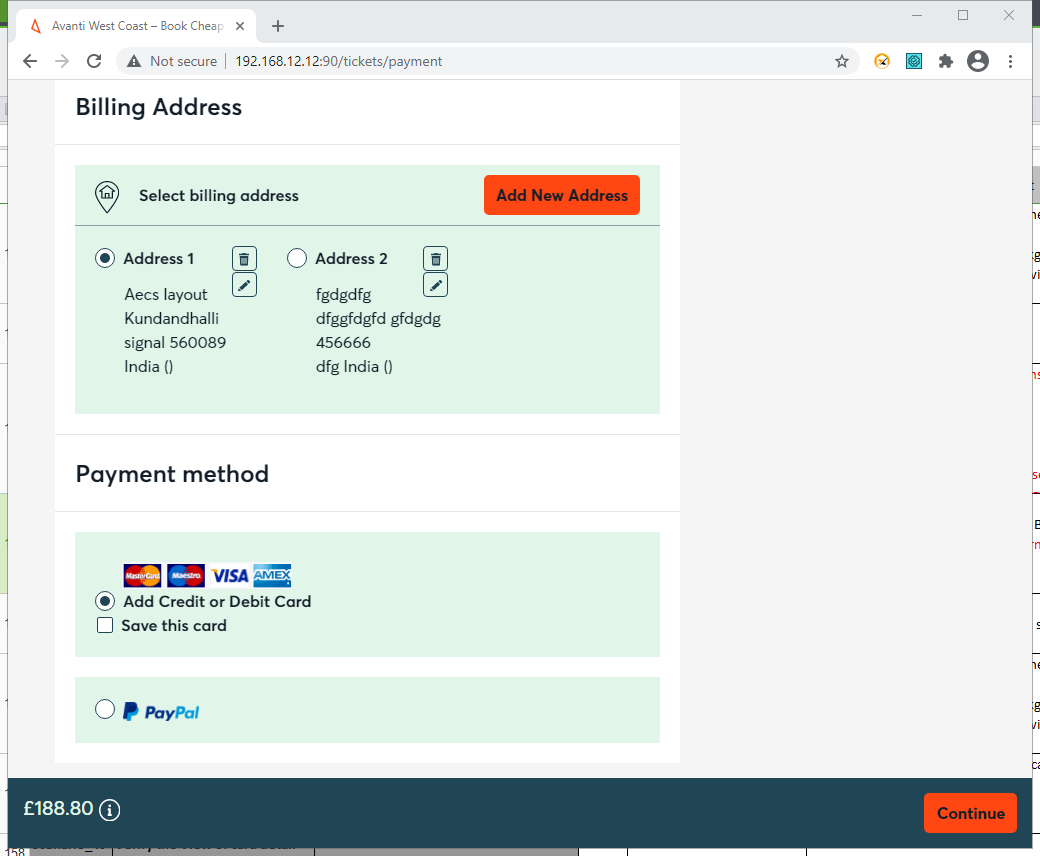 Avanti West Coast – Book Cheap
Not secure
192.168.12.12:90/tickets/payment
Billing Address
Select billing address
Add New Address
Address 1
Aecs layout
Kundandhalli
signal 560089
India ()
Address 2
fgdgdfg
dfggfdgfd gfdgdg
456666
dfg India ()
Payment method
MasterCard
Maestro
VISA
AMEX
Add Credit or Debit Card
Save this card
PayPal
£188.80
Continue
158